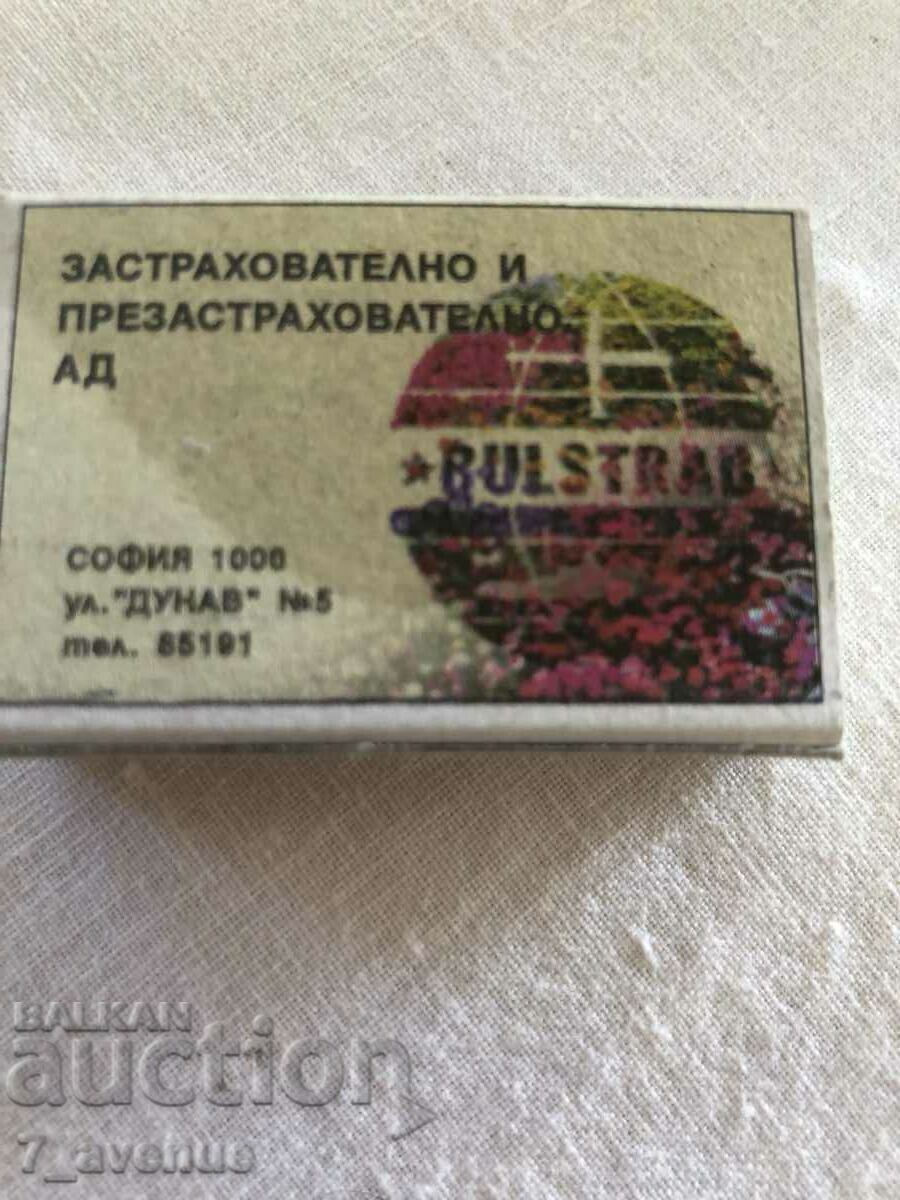 ЗАСТРАХОВАТЕЛНО И
ПРЕЗАСТРАХОВАТЕЛНО
АД
★BULSTRAD
СОФИЯ 1000
ул."ДУНАВ" №5
тел. 85191
BALKAN
auction
7_avenue